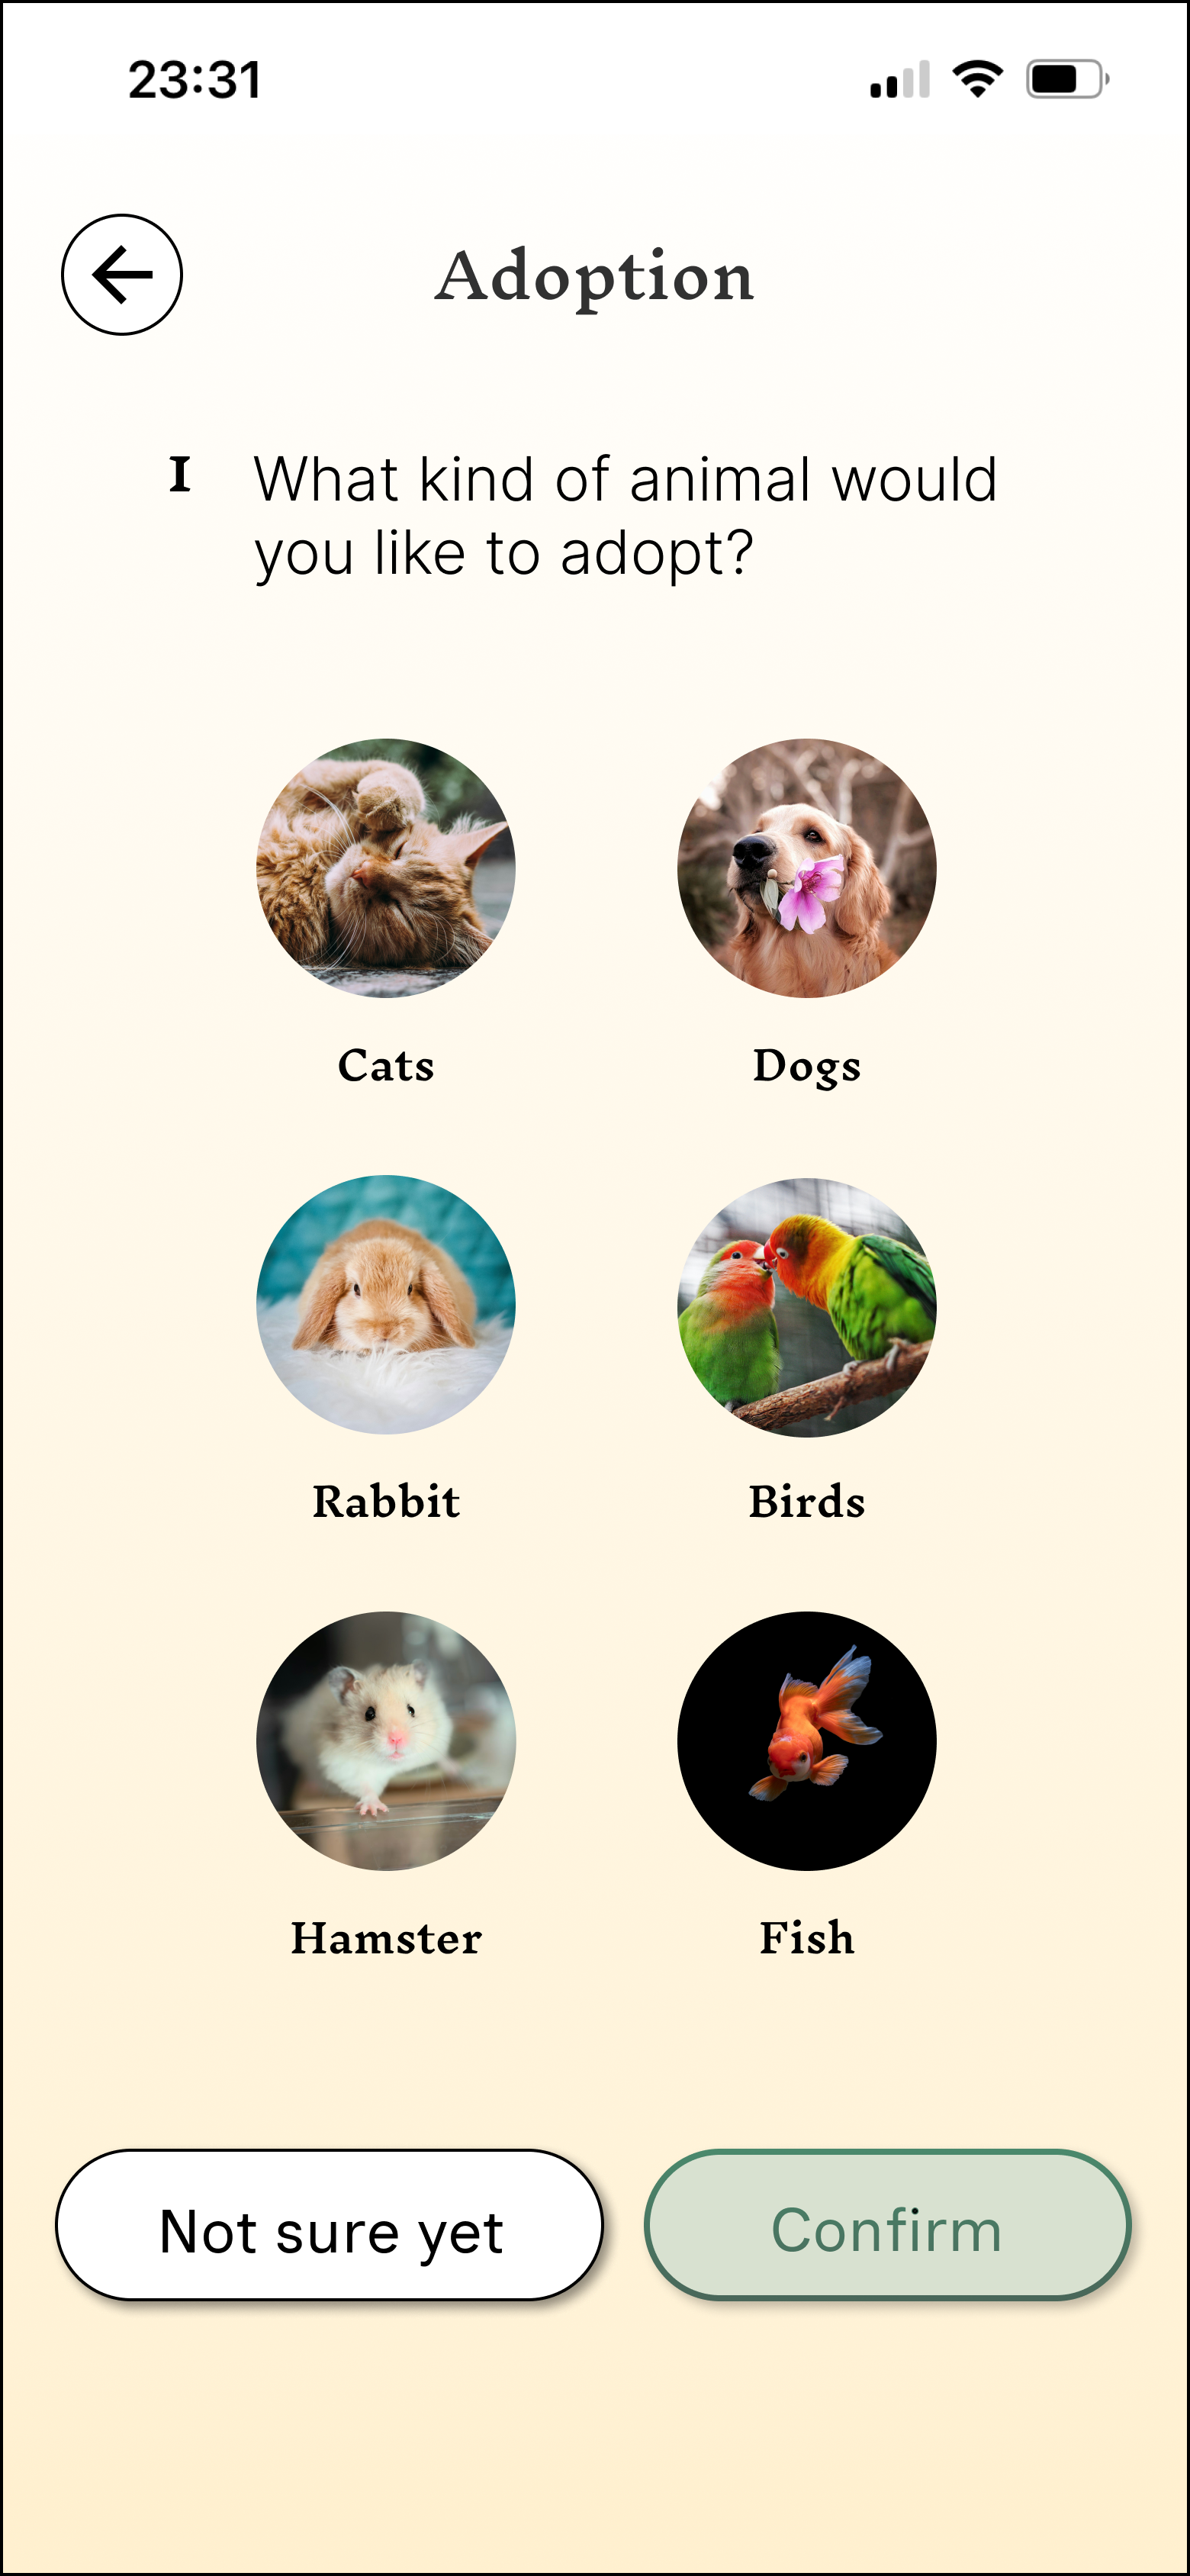 23:31
Adoption
I What kind of animal would
you like to adopt?
Cats Dogs
Rabbit Birds
Hamster Fish
Not sure yet Confirm